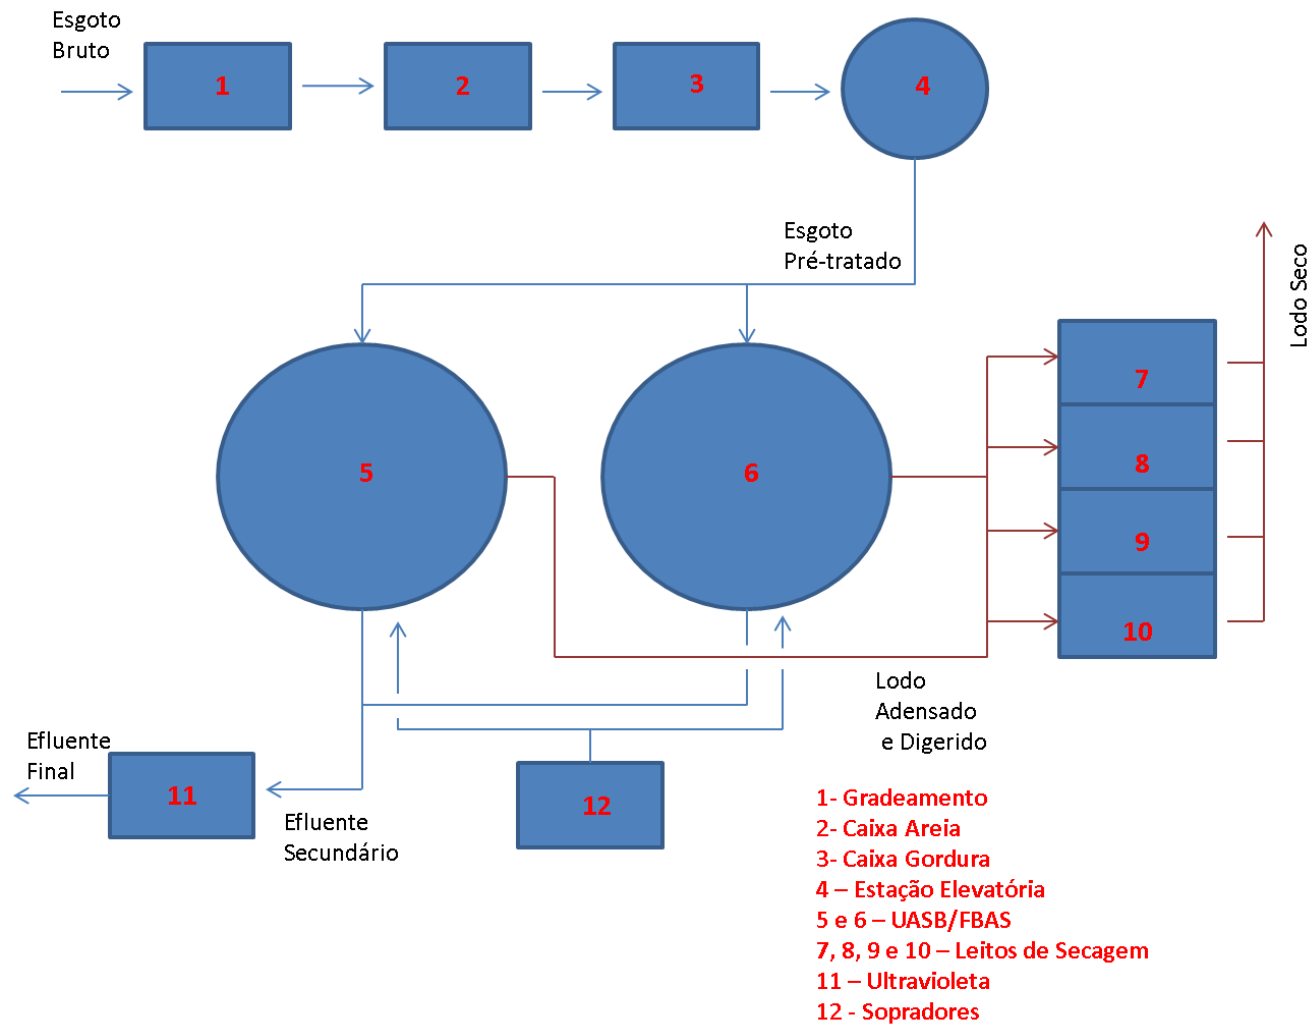 Esgoto
Bruto
1
2
3
4
Esgoto
Pré-tratado
Lodo Seco
5
6
7
8
9
10
Lodo
Adensado
e Digerido
Efluente
Final
11
Efluente
Secundário
12
1- Gradeamento
2- Caixa Areia
3- Caixa Gordura
4 – Estação Elevatória
5 e 6 – UASB/FBAS
7, 8, 9 e 10 – Leitos de Secagem
11 – Ultravioleta
12 - Sopradores